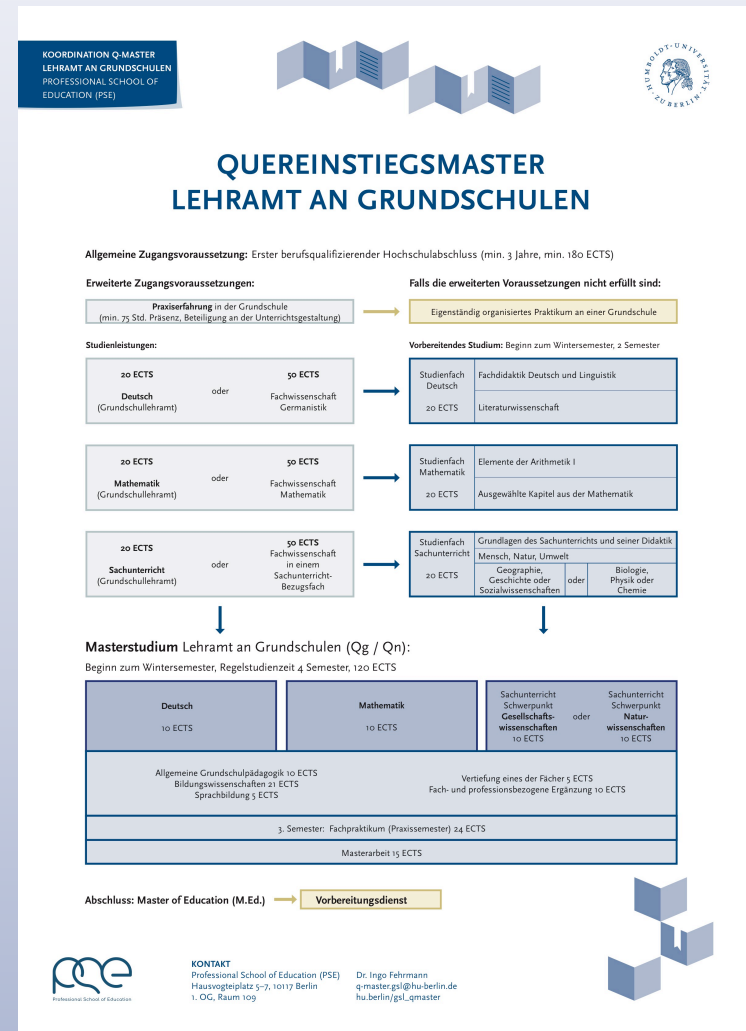 KOORDINATION Q-MASTER
LEHRAMT AN GRUNDSCHULEN
PROFESSIONAL SCHOOL OF
EDUCATION (PSE)
HUMBOLDT-UNIVERSITÄT
ZU BERLIN
QUEREINSTIEGSMASTER
LEHRAMT AN GRUNDSCHULEN
Allgemeine Zugangsvoraussetzung: Erster berufsqualifizierender Hochschulabschluss (min. 3 Jahre, min. 180 ECTS)
Erweiterte Zugangsvoraussetzungen:
Falls die erweiterten Voraussetzungen nicht erfüllt sind:
Praxiserfahrung in der Grundschule
(min. 75 Std. Präsenz, Beteiligung an der Unterrichtsgestaltung)
Eigenständig organisiertes Praktikum an einer Grundschule
Studienleistungen:
Vorbereitendes Studium: Beginn zum Wintersemester, 2 Semester
20 ECTS
Deutsch
(Grundschullehramt)
oder
50 ECTS
Fachwissenschaft
Germanistik
Studienfach
Deutsch
20 ECTS
Fachdidaktik Deutsch und Linguistik
Literaturwissenschaft
20 ECTS
Mathematik
(Grundschullehramt)
oder
50 ECTS
Fachwissenschaft
Mathematik
Studienfach
Mathematik
20 ECTS
Elemente der Arithmetik I
Ausgewählte Kapitel aus der Mathematik
20 ECTS
Sachunterricht
(Grundschullehramt)
oder
50 ECTS
Fachwissenschaft
in einem
Sachunterricht-
Bezugsfach
Studienfach
Sachunterricht
20 ECTS
Grundlagen des Sachunterrichts und seiner Didaktik
Mensch, Natur, Umwelt
Geographie,
Geschichte oder
Sozialwissenschaften
oder
Biologie,
Physik oder
Chemie
Masterstudium Lehramt an Grundschulen (Qg / Qn):
Beginn zum Wintersemester, Regelstudienzeit 4 Semester, 120 ECTS
Deutsch
10 ECTS
Mathematik
10 ECTS
Sachunterricht
Schwerpunkt
Gesellschafts-
wissenschaften
10 ECTS
oder
Sachunterricht
Schwerpunkt
Natur-
wissenschaften
10 ECTS
Allgemeine Grundschulpädagogik 10 ECTS
Bildungswissenschaften 21 ECTS
Sprachbildung 5 ECTS
Vertiefung eines der Fächer 5 ECTS
Fach- und professionsbezogene Ergänzung 10 ECTS
3. Semester: Fachpraktikum (Praxissemester) 24 ECTS
Masterarbeit 15 ECTS
Abschluss: Master of Education (M.Ed.)
Vorbereitungsdienst
pse
Professional School of Education
KONTAKT
Professional School of Education (PSE)
Hausvogteiplatz 5–7, 10117 Berlin
1. OG, Raum 109
Dr. Ingo Fehrmann
q-master.gsl@hu-berlin.de
hu.berlin/gsl_qmaster